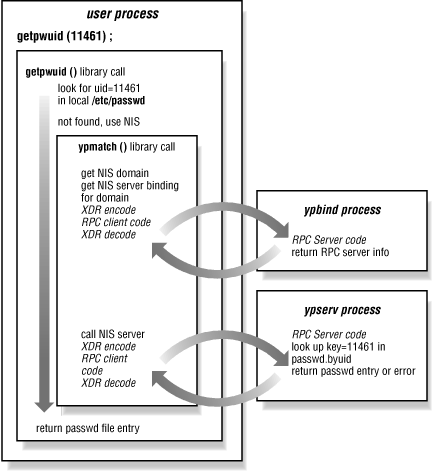 user process
getpwuid (11461) ;
getpwuid () library call
look for uid=11461
in local /etc/passwd
not found, use NIS
ypmatch () library call
get NIS domain
get NIS server binding
for domain
XDR encode
RPC client code
XDR decode
ypbind process
RPC Server code
return RPC server info
call NIS server
XDR encode
RPC client
code
XDR decode
ypserv process
RPC Server code
look up key=11461 in
passwd.byuid
return passwd entry or error
return passwd file entry